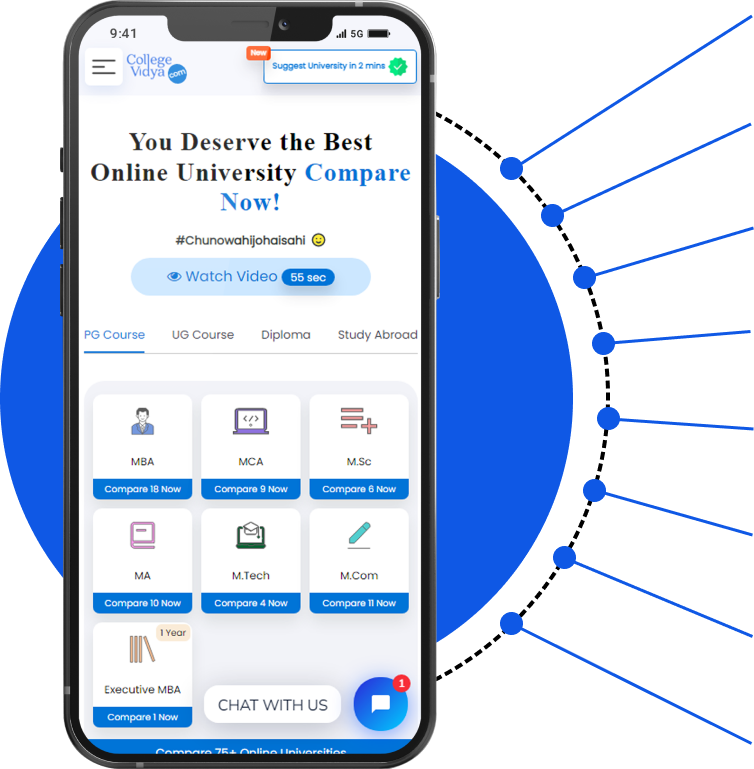 9:41
5G
College
Vidya
com
New
Suggest University in 2 mins
You Deserve the Best
Online University Compare
Now!
#Chunowahijohaisahi
Watch Video 55 sec
PG Course UG Course Diploma Study Abroad
</>
MBA MCA M.Sc
Compare 18 Now Compare 9 Now Compare 6 Now
MA M.Tech M.Com
Compare 10 Now Compare 4 Now Compare 11 Now
1 Year
Executive MBA
Compare 1 Now
CHAT WITH US
1
Compare 75+ Online Universities